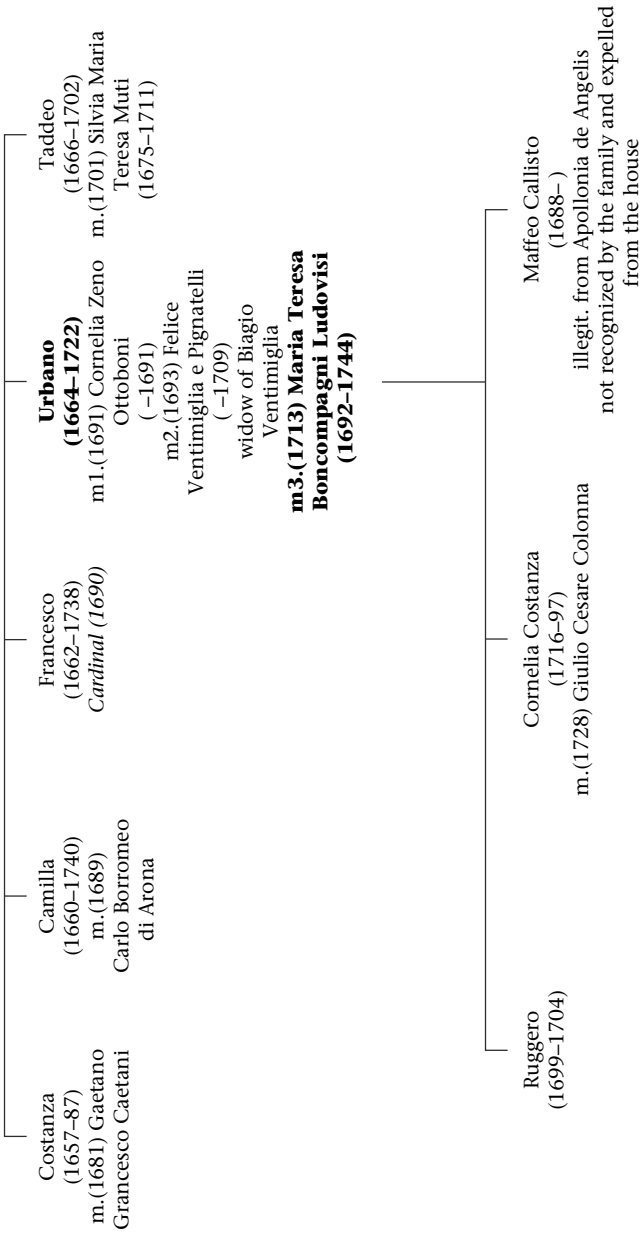 Costanza
(1657–87)
m.(1681) Gaetano
Grancesco Caetani
Camilla
(1660–1740)
m.(1689)
Carlo Borromeo
di Arona
Francesco
(1662–1738)
Cardinal (1690)
Urbano
(1664–1722)
m1.(1691) Cornelia Zeno
Ottoboni
( –1691)
m2.(1693) Felice
Ventimiglia e Pignatelli
( –1709)
widow of Biagio
Ventimiglia
m3.(1713) Maria Teresa
Boncompagni Ludovisi
(1692–1744)
Taddeo
(1666–1702)
m.(1701) Silvia Maria
Teresa Muti
(1675–1711)
Ruggero
(1699–1704)
Cornelia Costanza
(1716–97)
m.(1728) Giulio Cesare Colonna
Maffeo Callisto
(1688– )
illegit. from Apollonia de Angelis
not recognized by the family and expelled
from the house